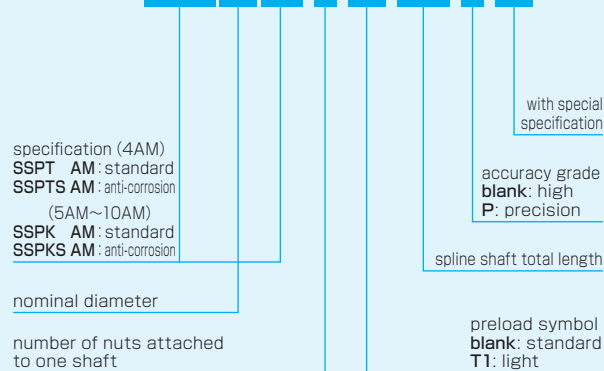 specification (4AM)
SSPT AM : standard
SSPTS AM : anti-corrosion
(5AM~10AM)
SSPK AM : standard
SSPKS AM : anti-corrosion
nominal diameter
number of nuts attached
to one shaft
with special
specification
accuracy grade
blank: high
P: precision
spline shaft total length
preload symbol
blank: standard
T1: light